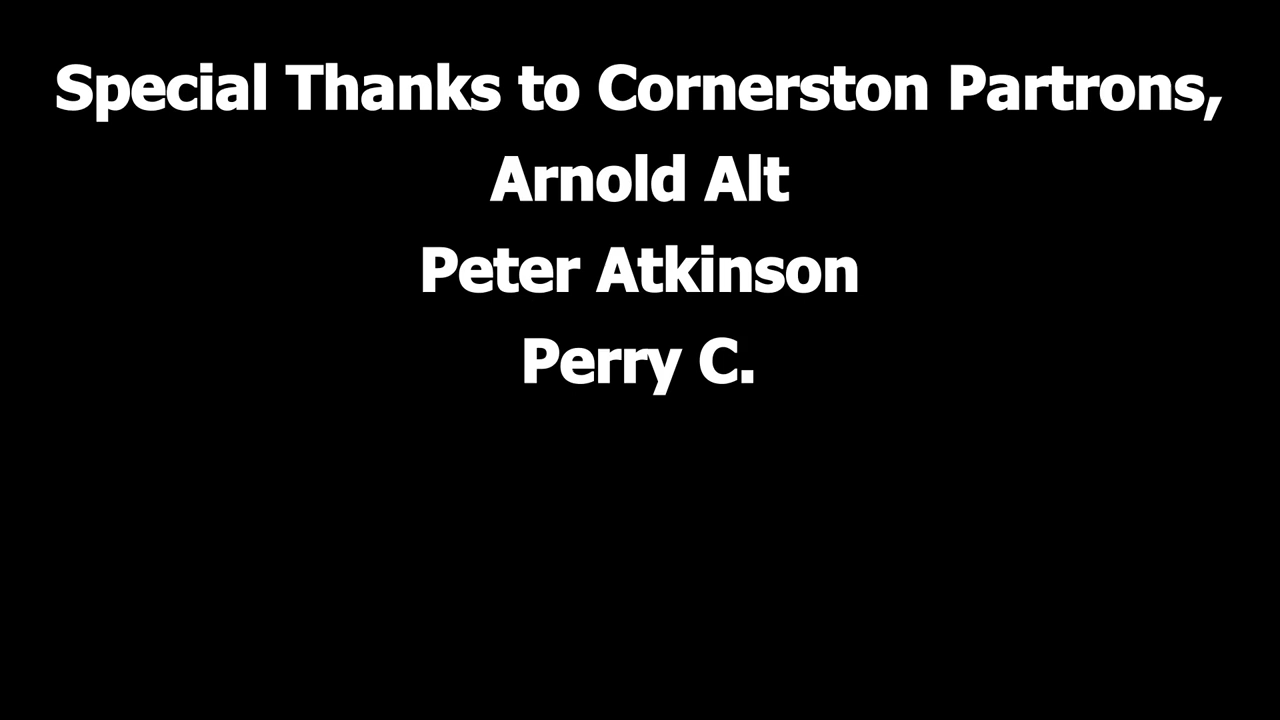 Special Thanks to Cornerston Partrons,
Arnold Alt
Peter Atkinson
Perry C.